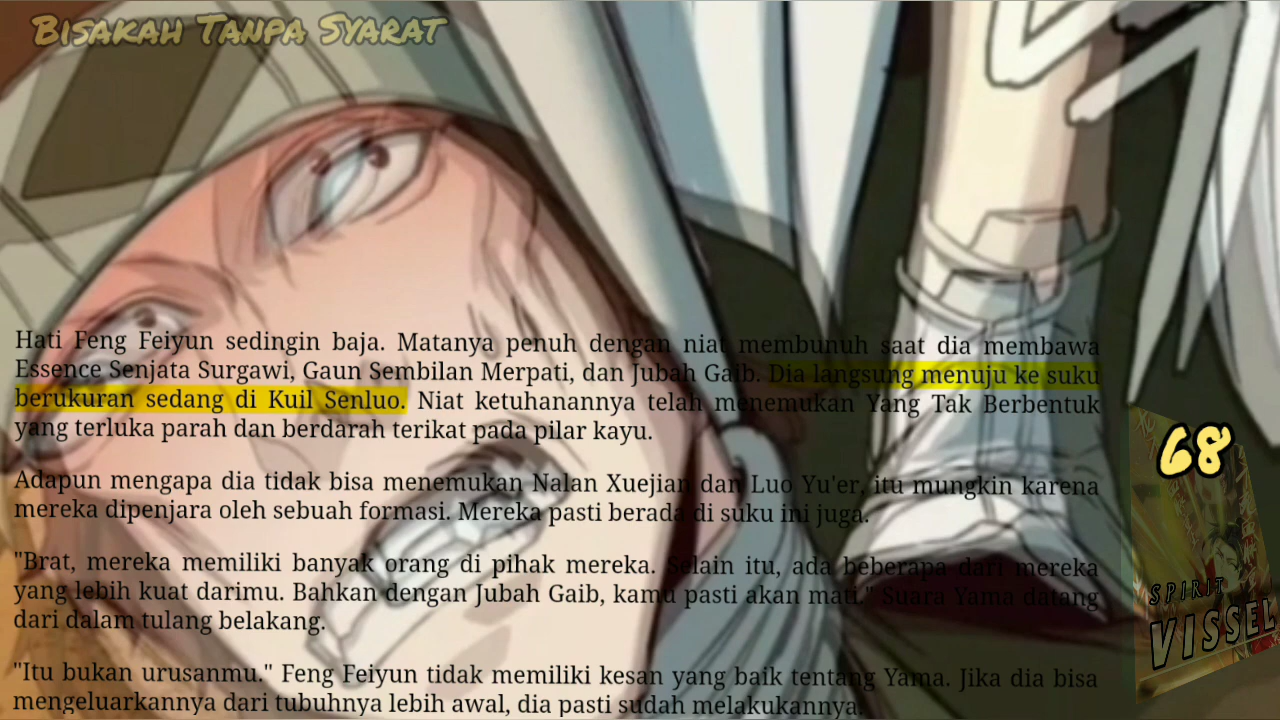 Bisakah Tanpa Syarat
Hati Feng Feiyun sedingin baja. Matanya penuh dengan niat membunuh saat dia membawa
Essence Senjata Surgawi, Gaun Sembilan Merpati, dan Jubah Gaib. Dia langsung menuju ke suku
berukuran sedang di Kuil Senluo. Niat ketuhanannya telah menemukan Yang Tak Berbentuk
yang terluka parah dan berdarah terikat pada pilar kayu.
Adapun mengapa dia tidak bisa menemukan Nalan Xuejian dan Luo Yu'er, itu mungkin karena
mereka dipenjara oleh sebuah formasi. Mereka pasti berada di suku ini juga.
"Brat, mereka memiliki banyak orang di pihak mereka. Selain itu, ada beberapa dari mereka
yang lebih kuat darimu. Bahkan dengan Jubah Gaib, kamu pasti akan mati." Suara Yama datang
dari dalam tulang belakang.
"Itu bukan urusanmu." Feng Feiyun tidak memiliki kesan yang baik tentang Yama. Jika dia bisa
mengeluarkannya dari tubuhnya lebih awal, dia pasti sudah melakukannya.
68
SPIRIT
VISSEL